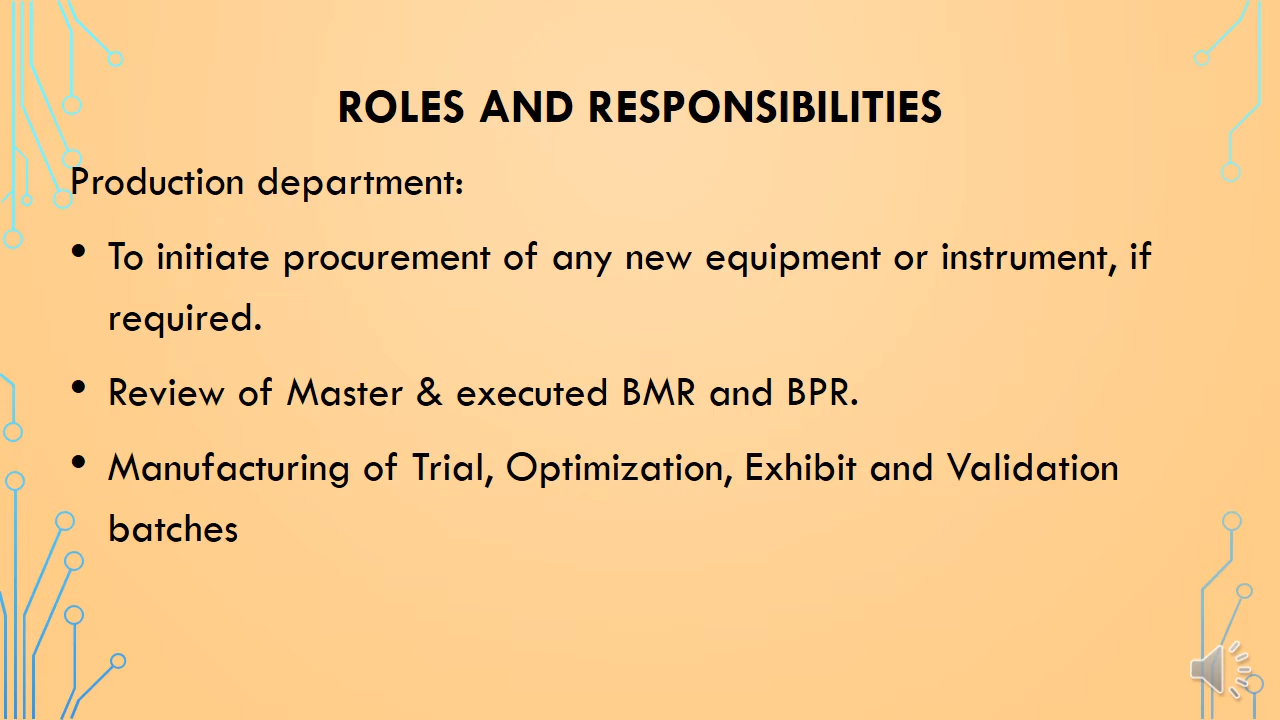 ROLES AND RESPONSIBILITIES
Production department:
• To initiate procurement of any new equipment or instrument, if
required.
• Review of Master & executed BMR and BPR.
• Manufacturing of Trial, Optimization, Exhibit and Validation
batches